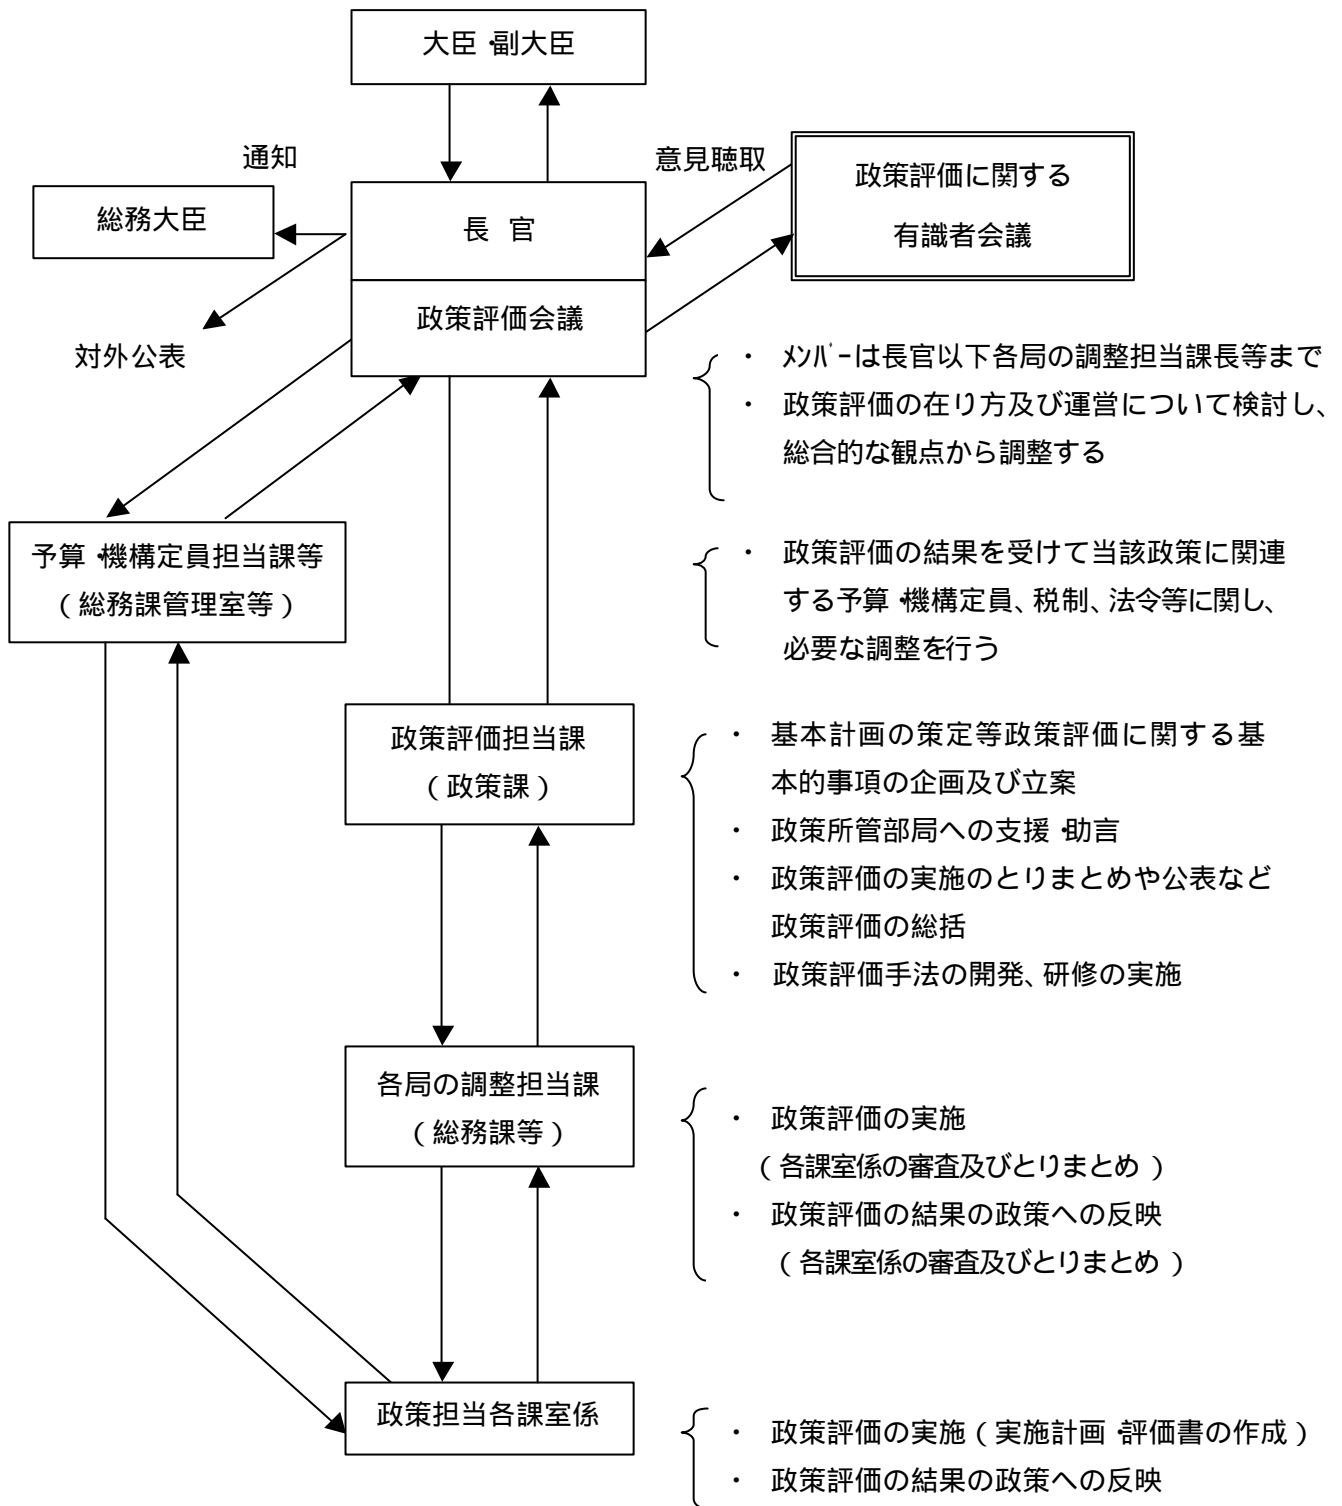 大臣・副大臣
通知
意見聴取
政策評価に関する
有識者会議
総務大臣
長 官
政策評価会議
対外公表
・ ﾒﾝﾊﾞｰは長官以下各局の調整担当課長等まで
・ 政策評価の在り方及び運営について検討し、
総合的な観点から調整する
予算・機構定員担当課等
（総務課管理室等）
・ 政策評価の結果を受けて当該政策に関連
する予算・機構定員、税制、法令等に関し、
必要な調整を行う
政策評価担当課
（政策課）
・ 基本計画の策定等政策評価に関する基
本的事項の企画及び立案
・ 政策所管部局への支援・助言
・ 政策評価の実施のとりまとめや公表など
政策評価の総括
・ 政策評価手法の開発、研修の実施
各局の調整担当課
（総務課等）
・ 政策評価の実施
（各課室係の審査及びとりまとめ）
・ 政策評価の結果の政策への反映
（各課室係の審査及びとりまとめ）
政策担当各課室係
・ 政策評価の実施（実施計画・評価書の作成）
・ 政策評価の結果の政策への反映